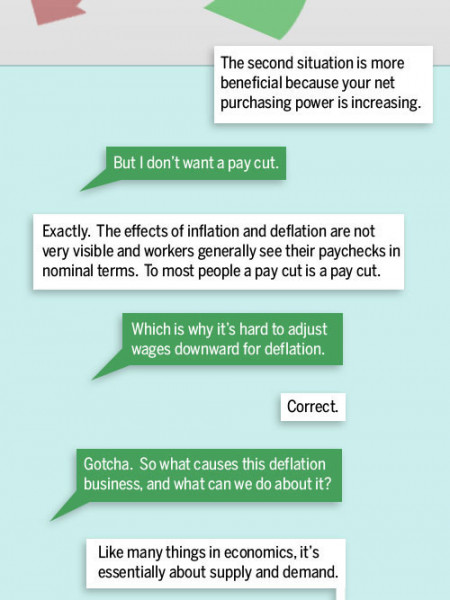 The second situation is more
beneficial because your net
purchasing power is increasing.
But I don't want a pay cut.
Exactly. The effects of inflation and deflation are not
very visible and workers generally see their paychecks in
nominal terms. To most people a pay cut is a pay cut.
Which is why it's hard to adjust
wages downward for deflation.
Correct.
Gotcha. So what causes this deflation
business, and what can we do about it?
Like many things in economics, it's
essentially about supply and demand.